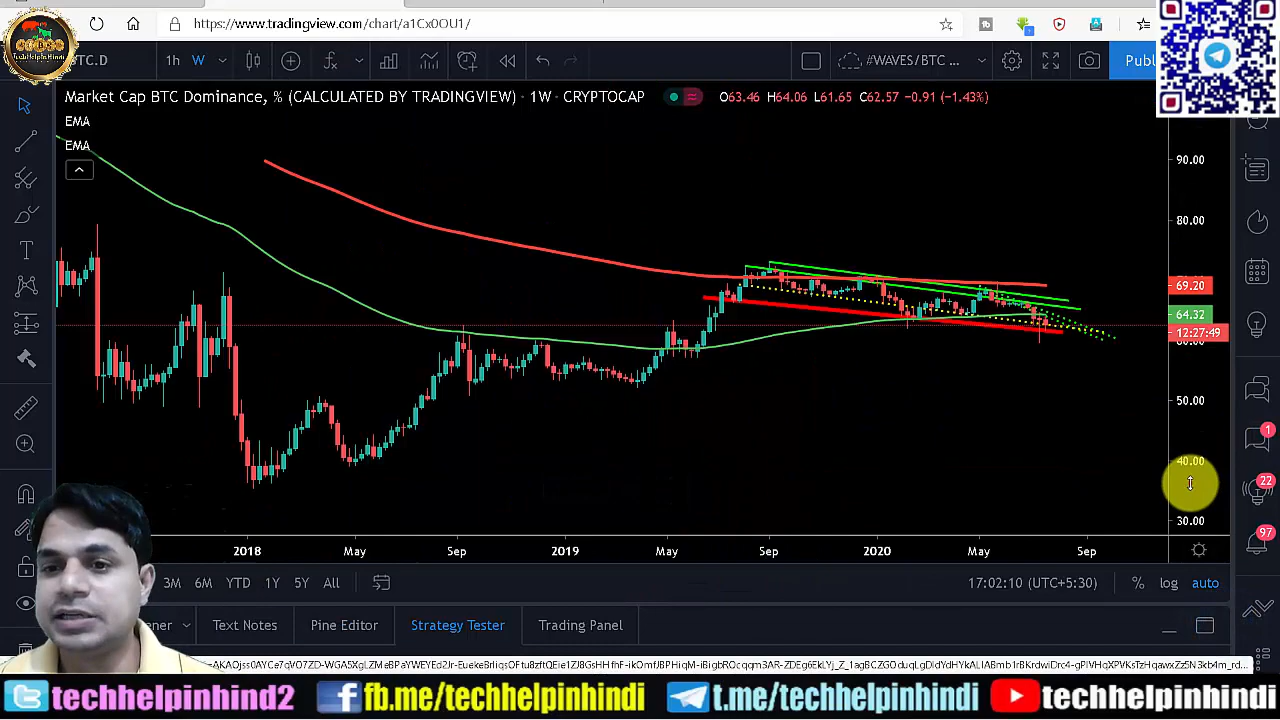 https://www.tradingview.com/chart/a1Cx0OU1/
TC.D
1h W
#WAVES/BTC ...
Publ
Market Cap BTC Dominance, % (CALCULATED BY TRADINGVIEW) · 1W · CRYPTOCAP
O63.46 H64.06 L61.65 C62.57 −0.91 (−1.43%)
EMA
EMA
90.00
80.00
69.20
64.32
12:27:49
50.00
40.00
30.00
2018 May Sep 2019 May Sep 2020 May Sep
1
22
97
3M 6M YTD 1Y 5Y All
17:02:10 (UTC+5:30)
% log auto
ener Text Notes Pine Editor Strategy Tester Trading Panel
techhelpinhindi2
fb.me/techhelpinhindi
t.me/techhelpinhindi
techhelpinhindi